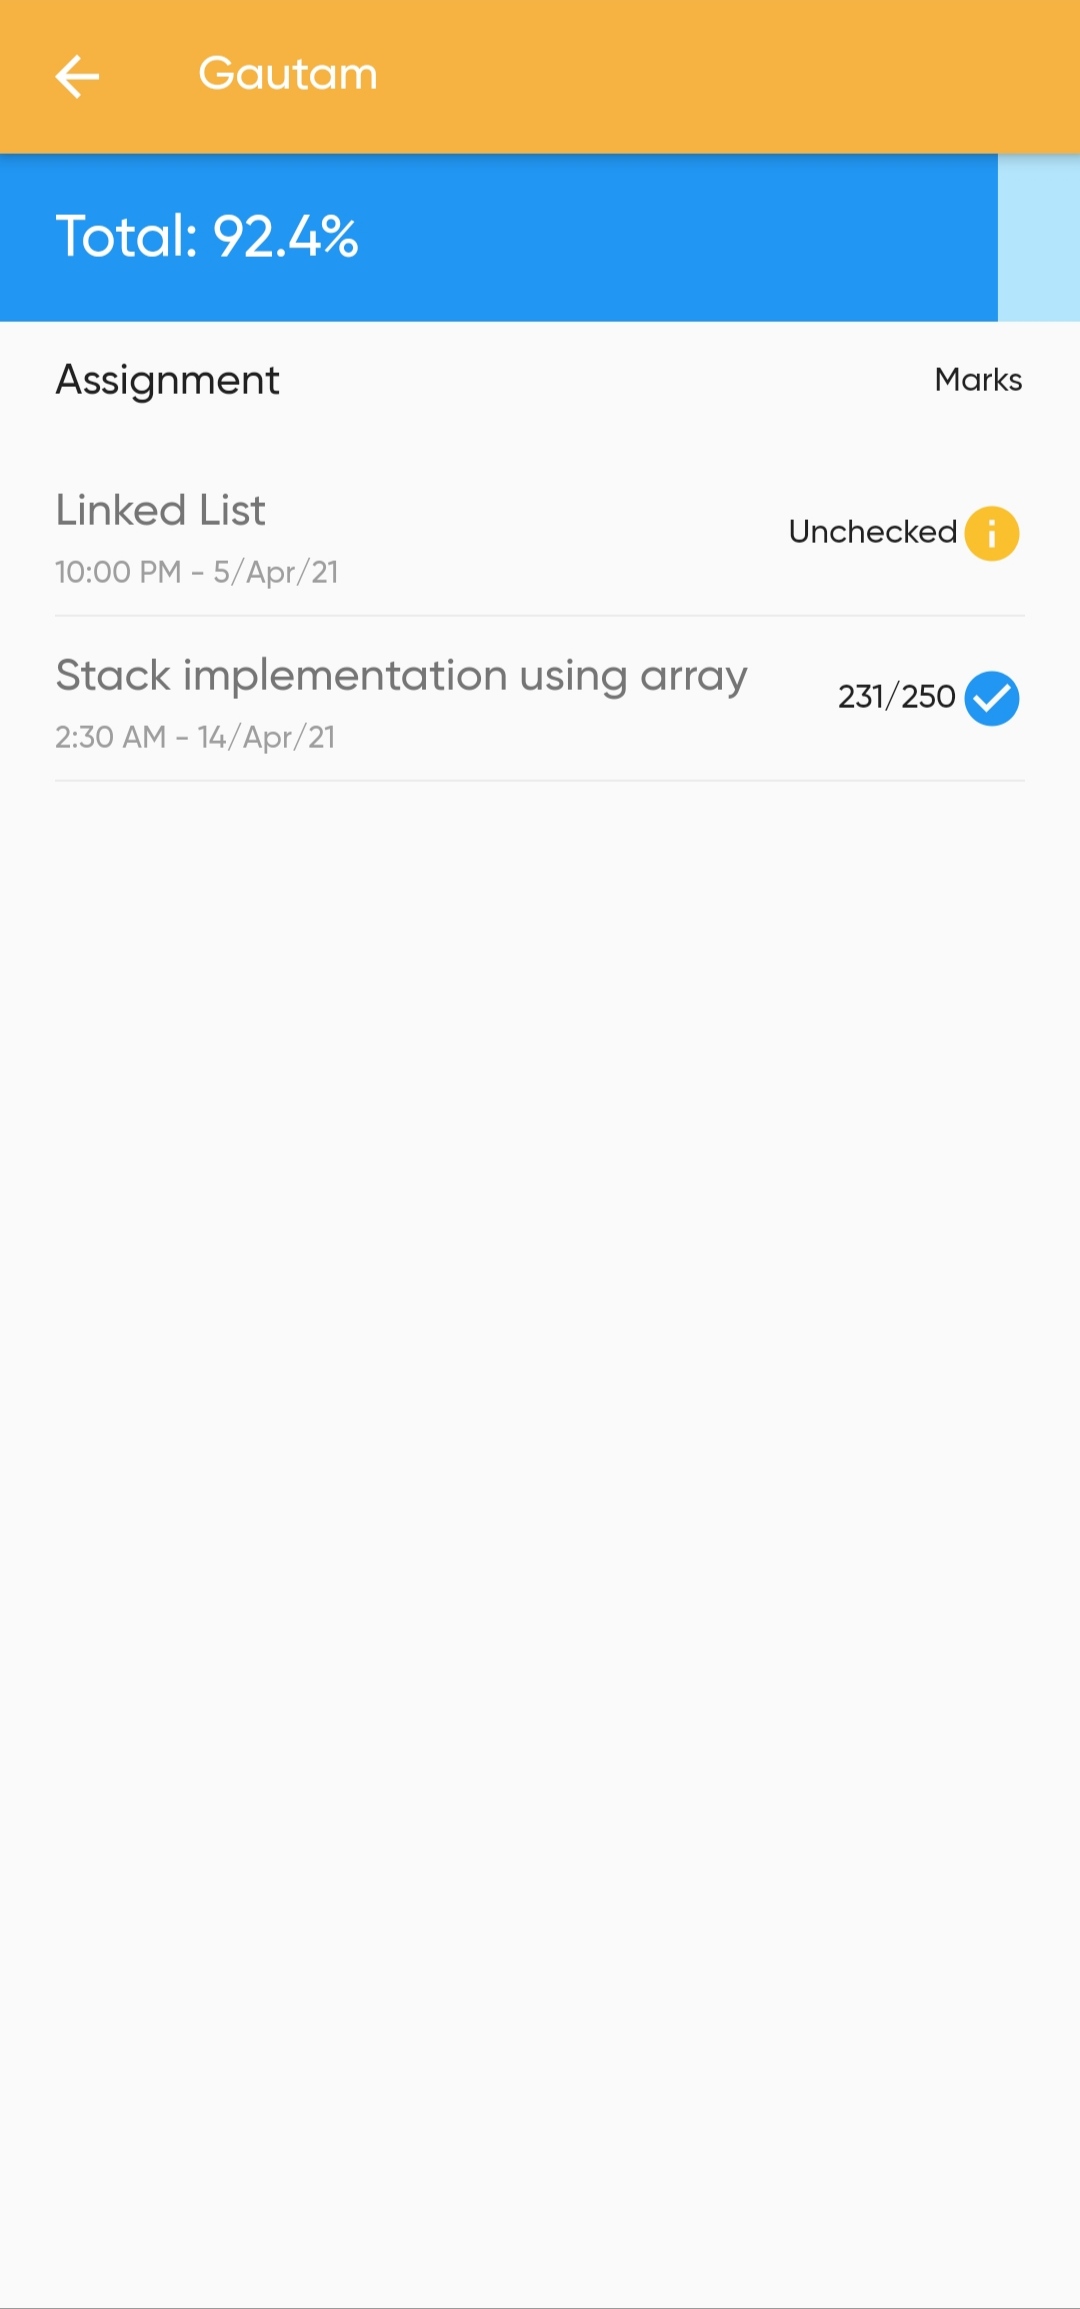 Gautam
Total: 92.4%
Assignment
Marks
Linked List
Unchecked
10:00 PM - 5/Apr/21
Stack implementation using array
231/250
2:30 AM - 14/Apr/21